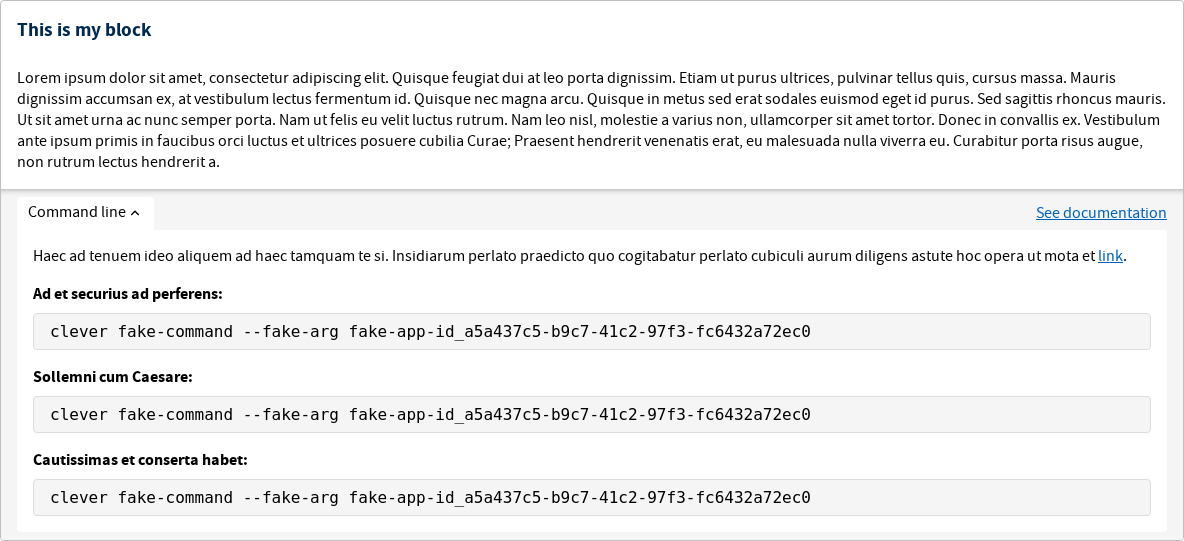 This is my block
Lorem ipsum dolor sit amet, consectetur adipiscing elit. Quisque feugiat dui at leo porta dignissim. Etiam ut purus ultrices, pulvinar tellus quis, cursus massa. Mauris
dignissim accumsan ex, at vestibulum lectus fermentum id. Quisque nec magna arcu. Quisque in metus sed erat sodales euismod eget id purus. Sed sagittis rhoncus mauris.
Ut sit amet urna ac nunc semper porta. Nam ut felis eu velit luctus rutrum. Nam leo nisl, molestie a varius non, ullamcorper sit amet tortor. Donec in convallis ex. Vestibulum
ante ipsum primis in faucibus orci luctus et ultrices posuere cubilia Curae; Praesent hendrerit venenatis erat, eu malesuada nulla viverra eu. Curabitur porta risus augue,
non rutrum lectus hendrerit a.
Command line
See documentation
Haec ad tenuem ideo aliquem ad haec tamquam te si. Insidiarum perlato praedicto quo cogitabatur perlato cubiculi aurum diligens astute hoc opera ut mota et link.
Ad et securius ad perferens:
clever fake-command --fake-arg fake-app-id_a5a437c5-b9c7-41c2-97f3-fc6432a72ec0
Sollemni cum Caesare:
clever fake-command --fake-arg fake-app-id_a5a437c5-b9c7-41c2-97f3-fc6432a72ec0
Cautissimas et conserta habet:
clever fake-command --fake-arg fake-app-id_a5a437c5-b9c7-41c2-97f3-fc6432a72ec0